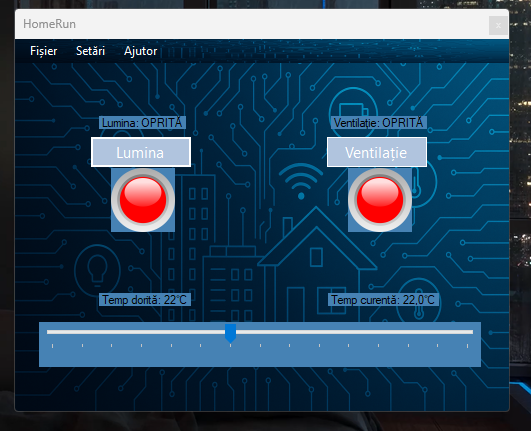 HomeRun
x
Fișier Setări Ajutor
Lumina: OPRITĂ Ventilație: OPRITĂ
Lumina Ventilație
Temp dorită: 22°C Temp curentă: 22,0°C